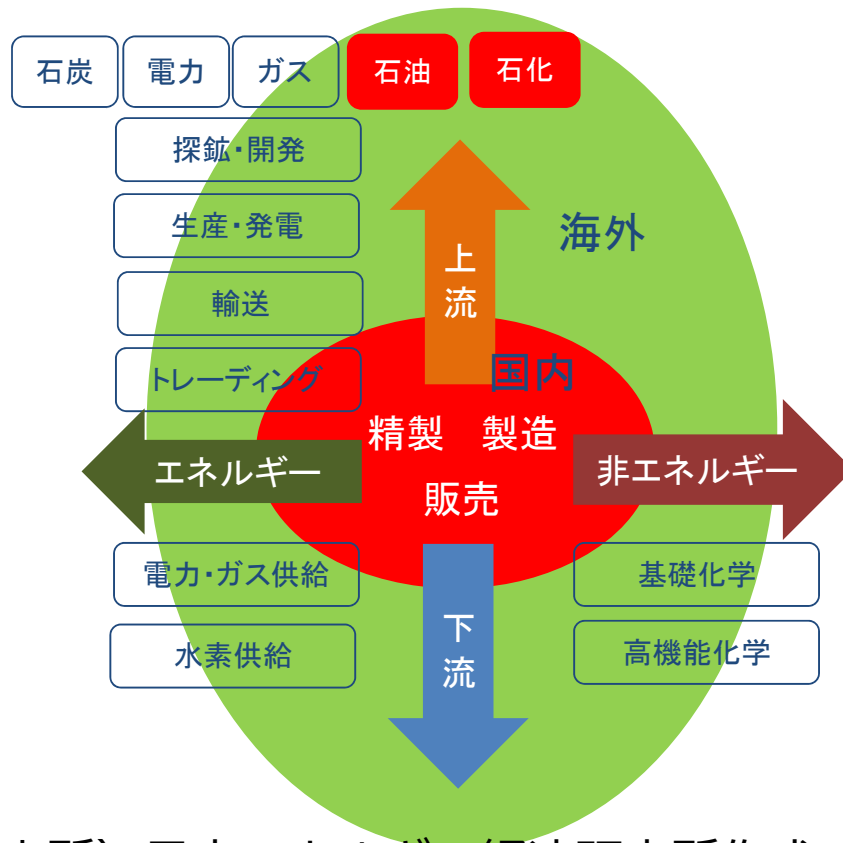 石炭
電力
ガス
石油
石化
探鉱・開発
生産・発電
輸送
トレーディング
上流
海外
国内
精製　製造
販売
エネルギー
非エネルギー
電力・ガス供給
水素供給
下流
基礎化学
高機能化学